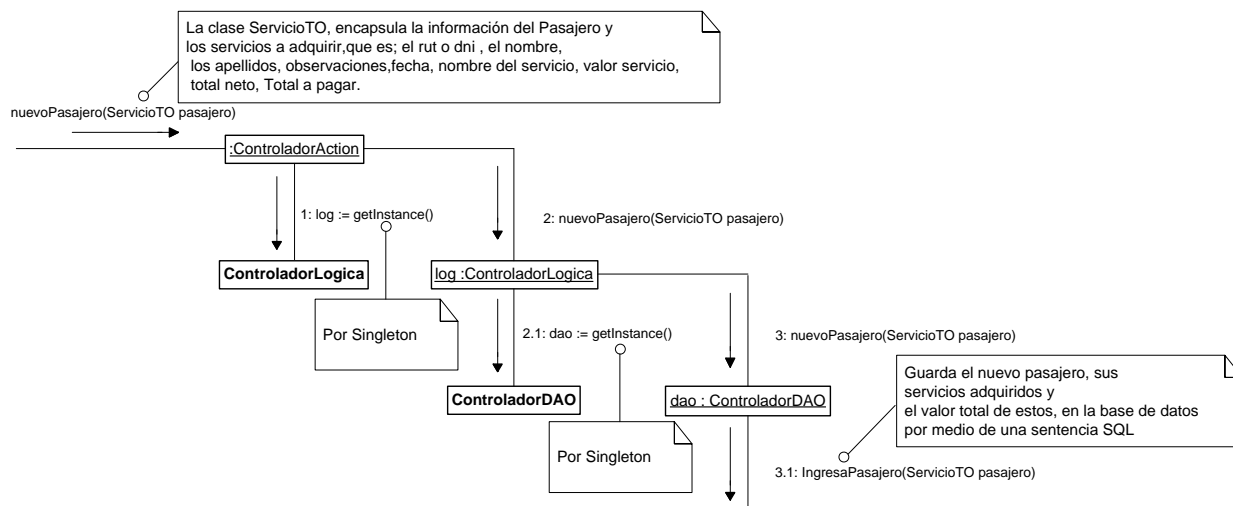 La clase ServicioTO, encapsula la información del Pasajero y
los servicios a adquirir,que es; el rut o dni , el nombre,
los apellidos, observaciones,fecha, nombre del servicio, valor servicio,
total neto, Total a pagar.
nuevoPasajero(ServicioTO pasajero)
:ControladorAction
1: log := getInstance()
2: nuevoPasajero(ServicioTO pasajero)
ControladorLogica
log :ControladorLogica
Por Singleton
2.1: dao := getInstance()
3: nuevoPasajero(ServicioTO pasajero)
Guarda el nuevo pasajero, sus
servicios adquiridos y
el valor total de estos, en la base de datos
por medio de una sentencia SQL
ControladorDAO
dao : ControladorDAO
Por Singleton
3.1: IngresaPasajero(ServicioTO pasajero)